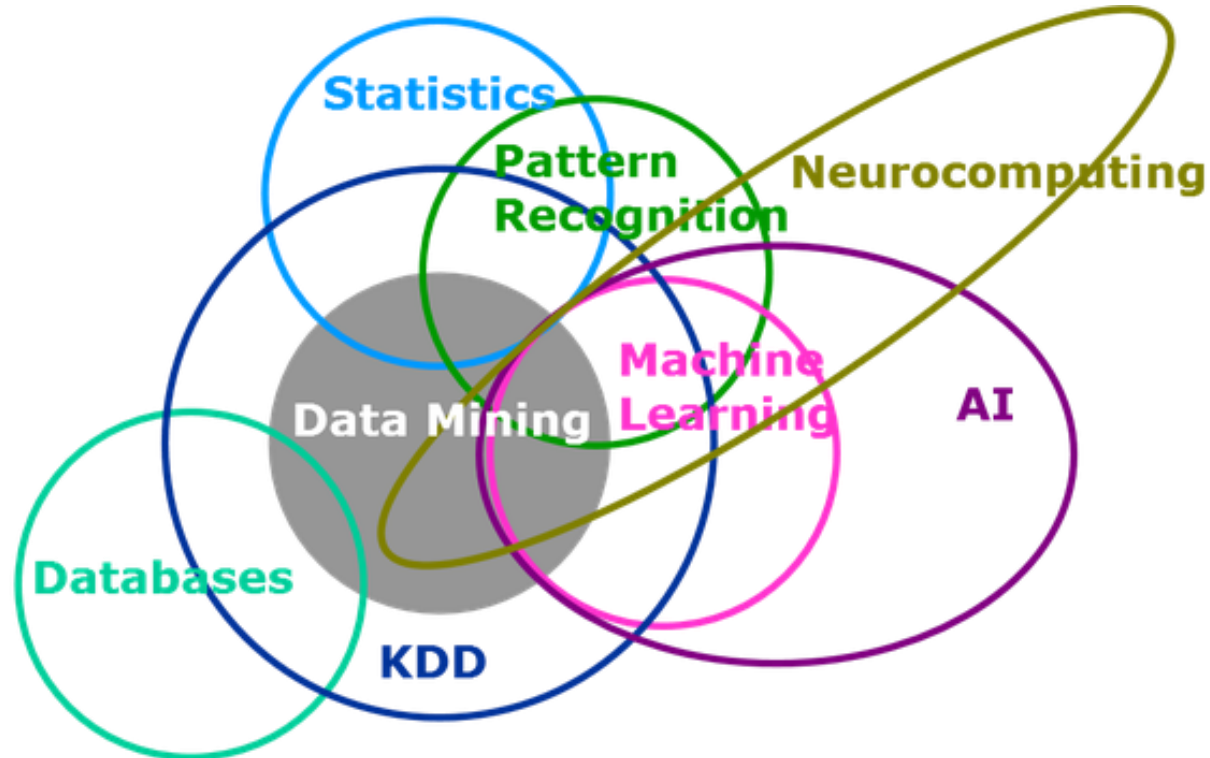 Statistics
Pattern
Recognition
Neurocomputing
Machine
Learning
AI
Data Mining
Databases
KDD